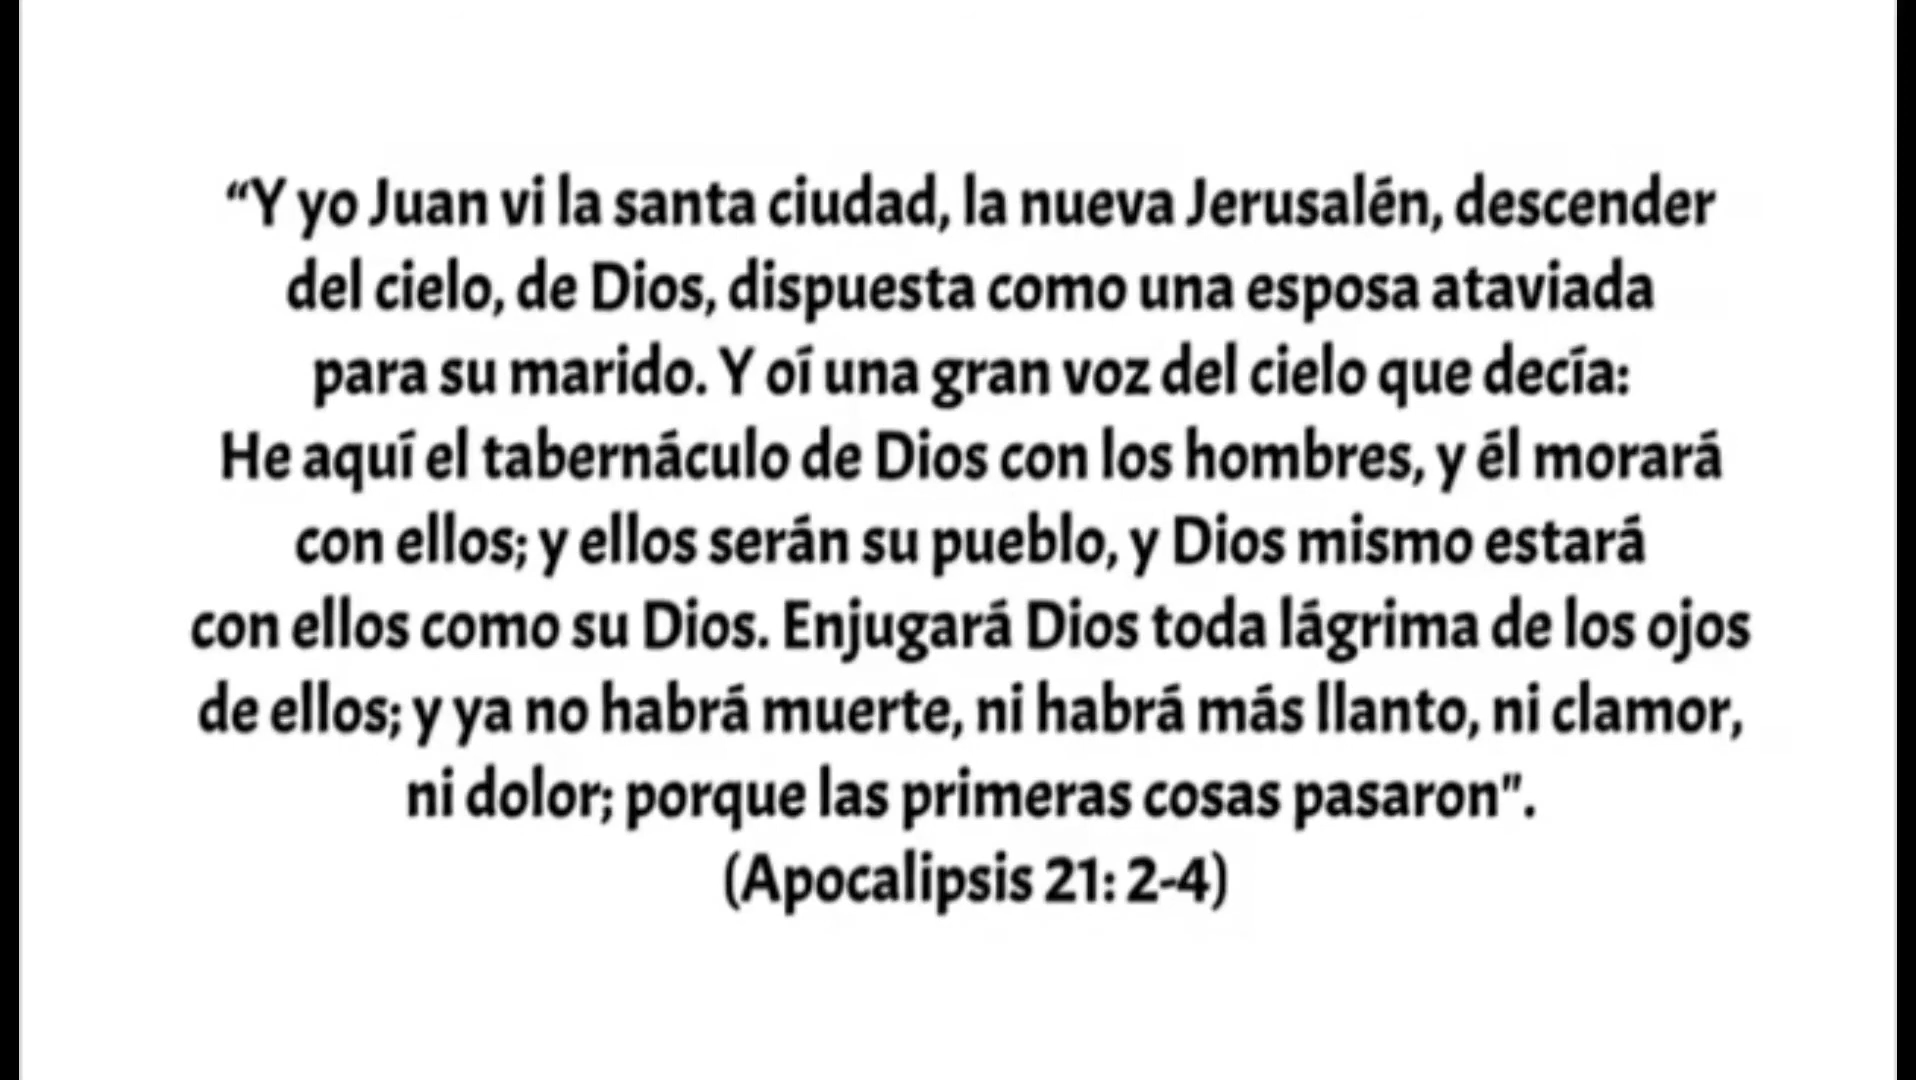 “Y yo Juan vi la santa ciudad, la nueva Jerusalén, descender
del cielo, de Dios, dispuesta como una esposa ataviada
para su marido. Y oí una gran voz del cielo que decía:
He aquí el tabernáculo de Dios con los hombres, y él morará
con ellos; y ellos serán su pueblo, y Dios mismo estará
con ellos como su Dios. Enjugará Dios toda lágrima de los ojos
de ellos; y ya no habrá muerte, ni habrá más llanto, ni clamor,
ni dolor; porque las primeras cosas pasaron".
(Apocalipsis 21: 2-4)